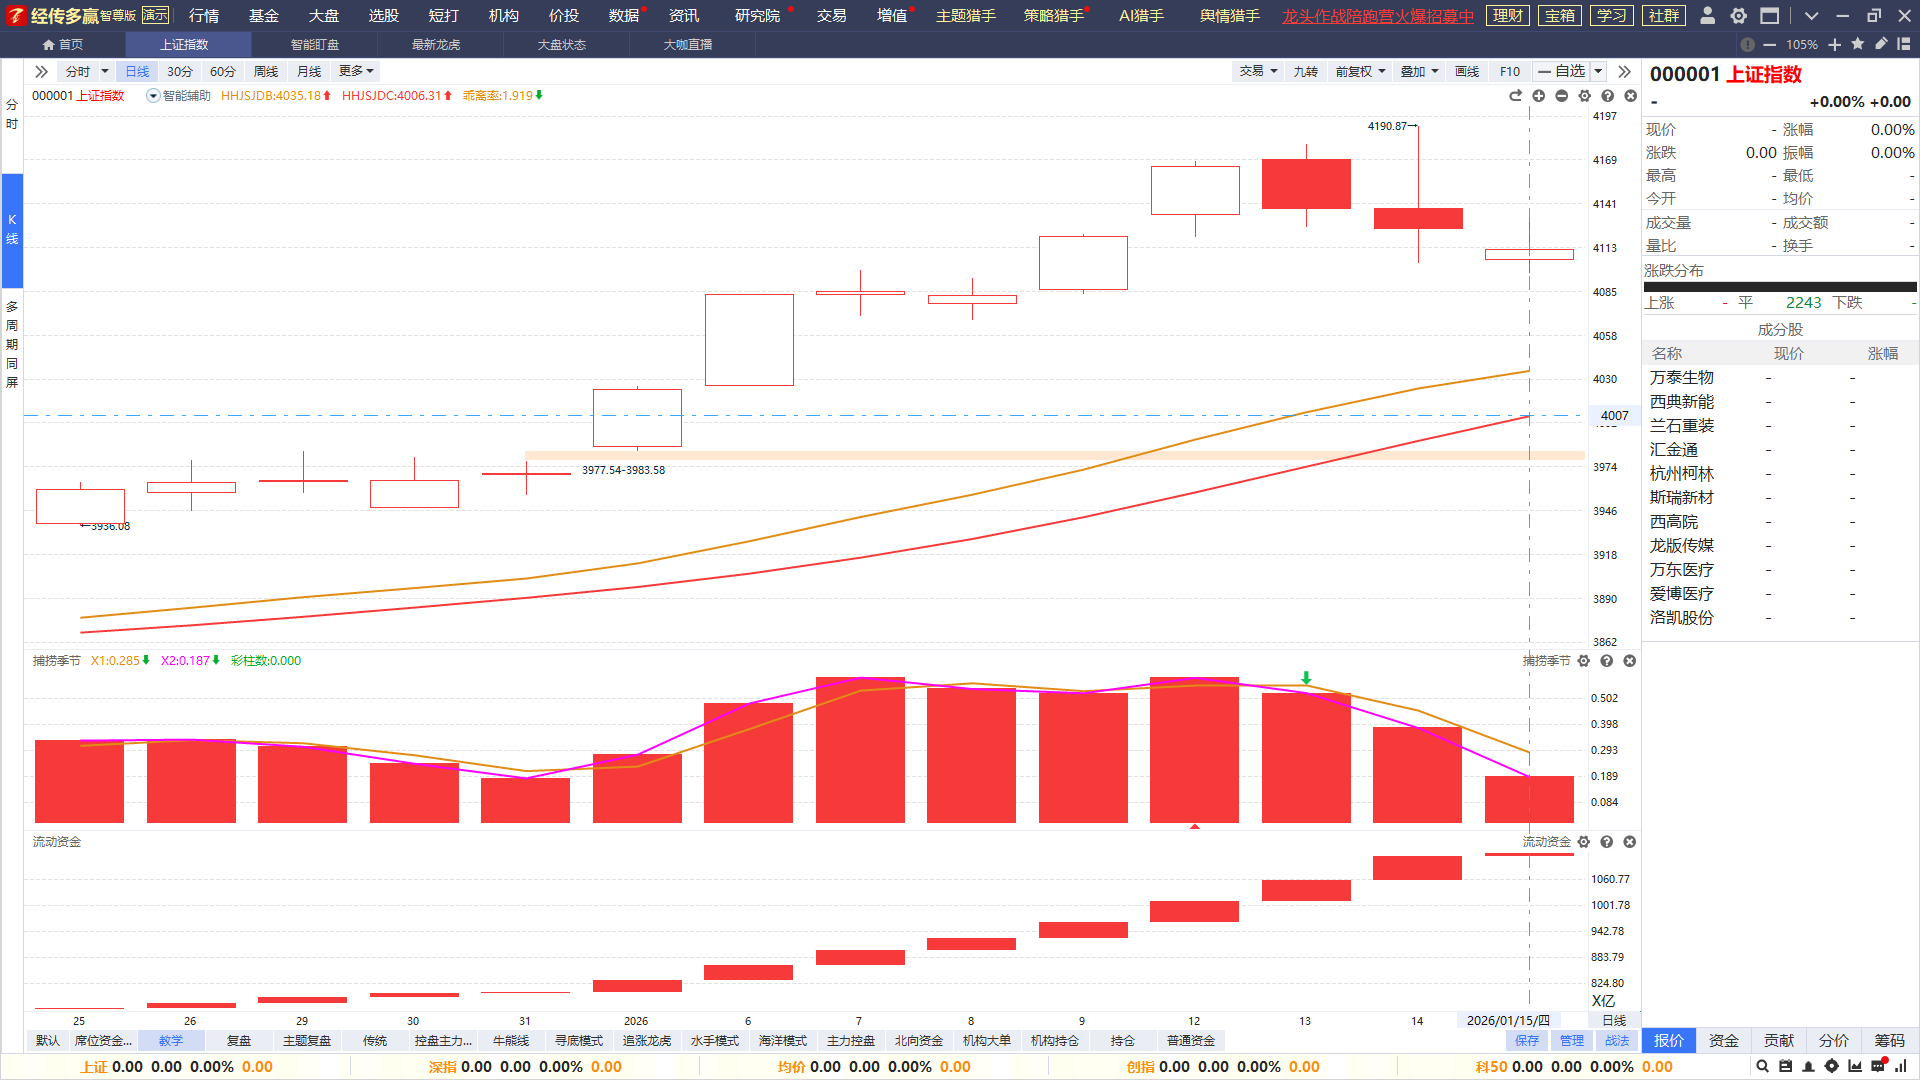 经传多赢 智尊版 演示 行情 基金 大盘 选股 短打 机构 价投 数据 资讯 研究院 交易 增值 主题猎手 策略猎手 AI猎手 舆情猎手 龙头作战陪跑营火爆招募中 理财 宝箱 学习 社群
首页 上证指数 智能盯盘 最新龙虎 大盘状态 大咖直播 105%
分时 日线 30分 60分 周线 月线 更多 交易 九转 前复权 叠加 画线 F10 自选
000001 上证指数 智能辅助 HHJSJDB:4035.18 HHJSJDC:4006.31 乖离率:1.919
分时
K线
多周期同屏
4190.87
3977.54-3983.58
3936.08
4197
4169
4141
4113
4085
4058
4030
4007
3974
3946
3918
3890
3862
捕捞季节 X1:0.285 X2:0.187 彩柱数:0.000 捕捞季节
0.502
0.398
0.293
0.189
0.084
流动资金 流动资金
1060.77
1001.78
942.78
883.79
824.80
X亿
25 26 29 30 31 2026 6 7 8 9 12 13 14 2026/01/15/四 日线
默认 席位资金... 教学 复盘 主题复盘 传统 控盘主力... 牛能线 寻底模式 追涨龙虎 水手模式 海洋模式 主力控盘 北向资金 机构大单 机构持仓 持仓 普通资金 保存 管理 战法
000001 上证指数
- +0.00% +0.00
现价 - 涨幅 0.00%
涨跌 0.00 振幅 0.00%
最高 - 最低 -
今开 - 均价 -
成交量 - 成交额 -
量比 - 换手 -
涨跌分布
上涨 - 平 2243 下跌 -
成分股
名称 现价 涨幅
万泰生物 - -
西典新能 - -
兰石重装 - -
汇金通 - -
杭州柯林 - -
斯瑞新材 - -
西高院 - -
龙版传媒 - -
万东医疗 - -
爱博医疗 - -
洛凯股份 - -
报价 资金 贡献 分价 筹码
上证 0.00 0.00 0.00% 0.00 深指 0.00 0.00 0.00% 0.00 均价 0.00 0.00 0.00% 0.00 创指 0.00 0.00 0.00% 0.00 科50 0.00 0.00 0.00% 0.00